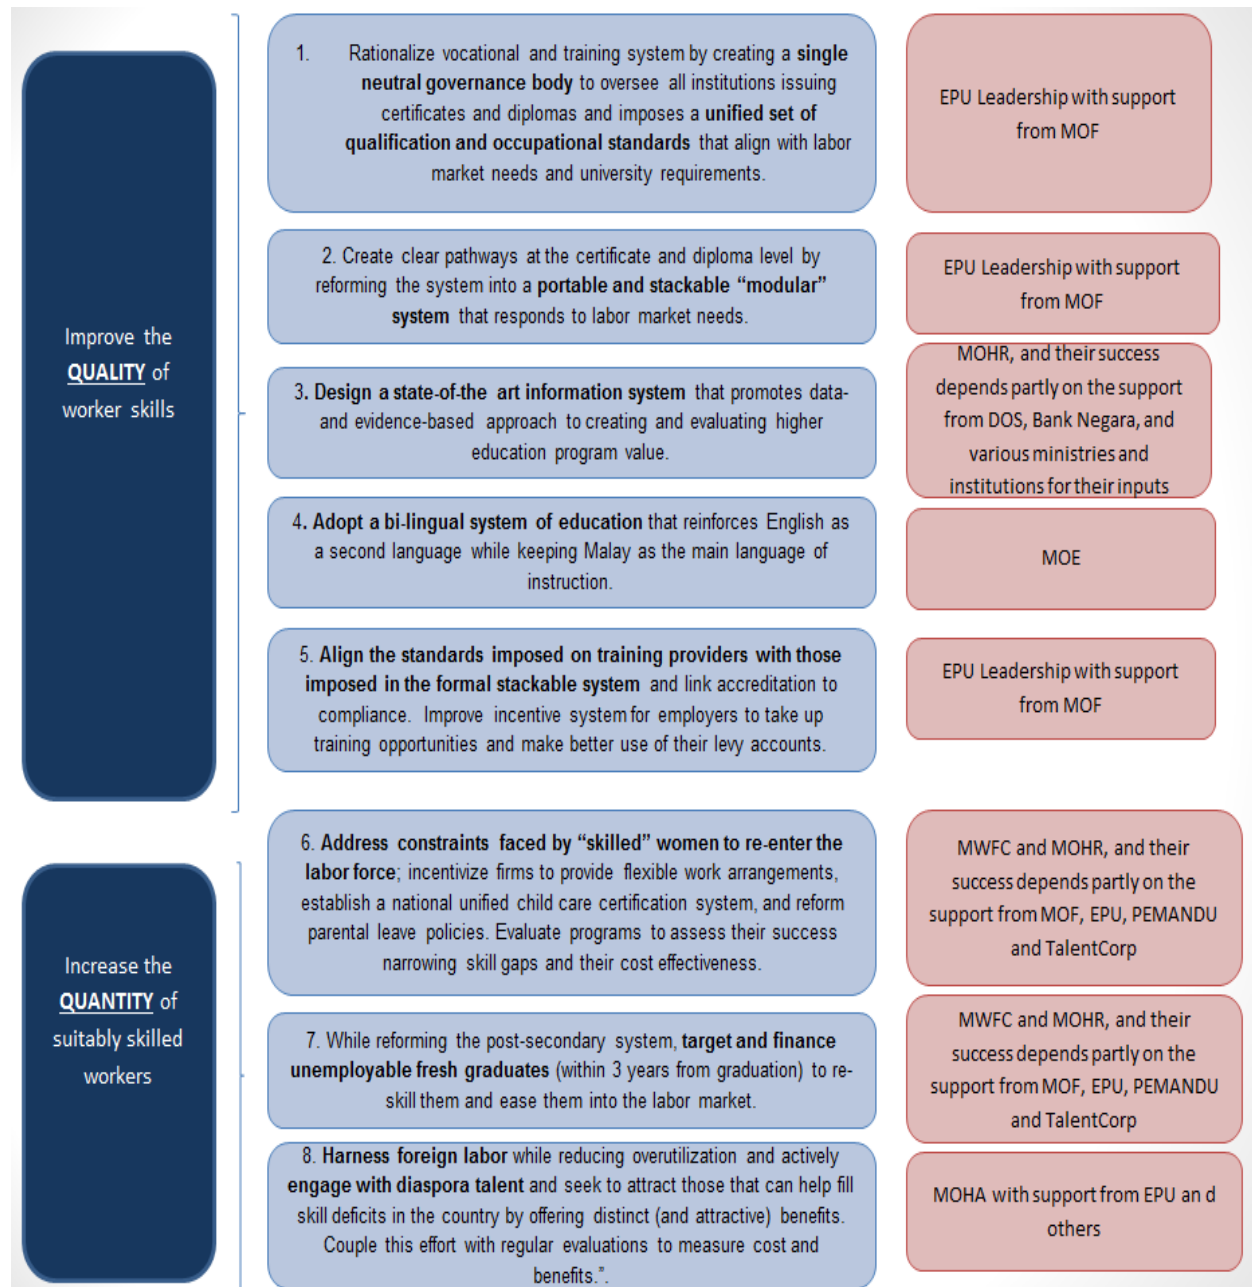 Improve the
QUALITY of
worker skills
1. Rationalize vocational and training system by creating a single
neutral governance body to oversee all institutions issuing
certificates and diplomas and imposes a unified set of
qualification and occupational standards that align with labor
market needs and university requirements.
EPU Leadership with support
from MOF
2. Create clear pathways at the certificate and diploma level by
reforming the system into a portable and stackable “modular”
system that responds to labor market needs.
EPU Leadership with support
from MOF
3. Design a state-of-the art information system that promotes data-
and evidence-based approach to creating and evaluating higher
education program value.
MOHR, and their success
depends partly on the support
from DOS, Bank Negara, and
various ministries and
institutions for their inputs
4. Adopt a bi-lingual system of education that reinforces English as
a second language while keeping Malay as the main language of
instruction.
MOE
5. Align the standards imposed on training providers with those
imposed in the formal stackable system and link accreditation to
compliance. Improve incentive system for employers to take up
training opportunities and make better use of their levy accounts.
EPU Leadership with support
from MOF
Increase the
QUANTITY of
suitably skilled
workers
6. Address constraints faced by “skilled” women to re-enter the
labor force; incentivize firms to provide flexible work arrangements,
establish a national unified child care certification system, and reform
parental leave policies. Evaluate programs to assess their success
narrowing skill gaps and their cost effectiveness.
MWFC and MOHR, and their
success depends partly on the
support from MOF, EPU, PEMANDU
and TalentCorp
7. While reforming the post-secondary system, target and finance
unemployable fresh graduates (within 3 years from graduation) to re-
skill them and ease them into the labor market.
MWFC and MOHR, and their
success depends partly on the
support from MOF, EPU, PEMANDU
and TalentCorp
8. Harness foreign labor while reducing overutilization and actively
engage with diaspora talent and seek to attract those that can help fill
skill deficits in the country by offering distinct (and attractive) benefits.
Couple this effort with regular evaluations to measure cost and
benefits.”.
MOHA with support from EPU an d
others